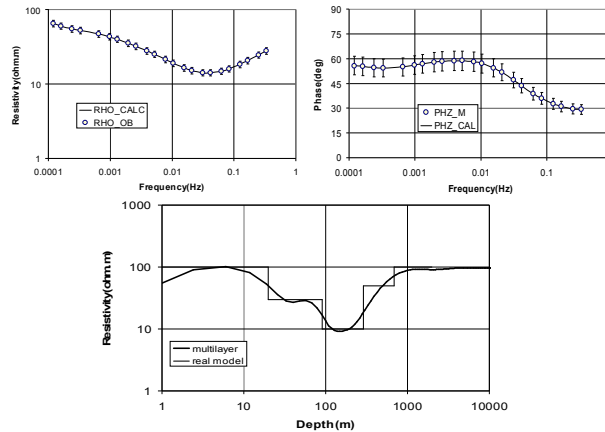 100
10
1
Resistivity(ohm.m)
RHO_CALC
RHO_OB
0.0001 0.001 0.01 0.1 1
Frequency(Hz)
90
75
60
45
30
15
0
Phase(deg)
PHZ_M
PHZ_CAL
0.0001 0.001 0.01 0.1
Frequency(Hz)
1000
100
10
1
Resistivity(ohm.m)
multilayer
real model
1 10 100 1000 10000
Depth(m)